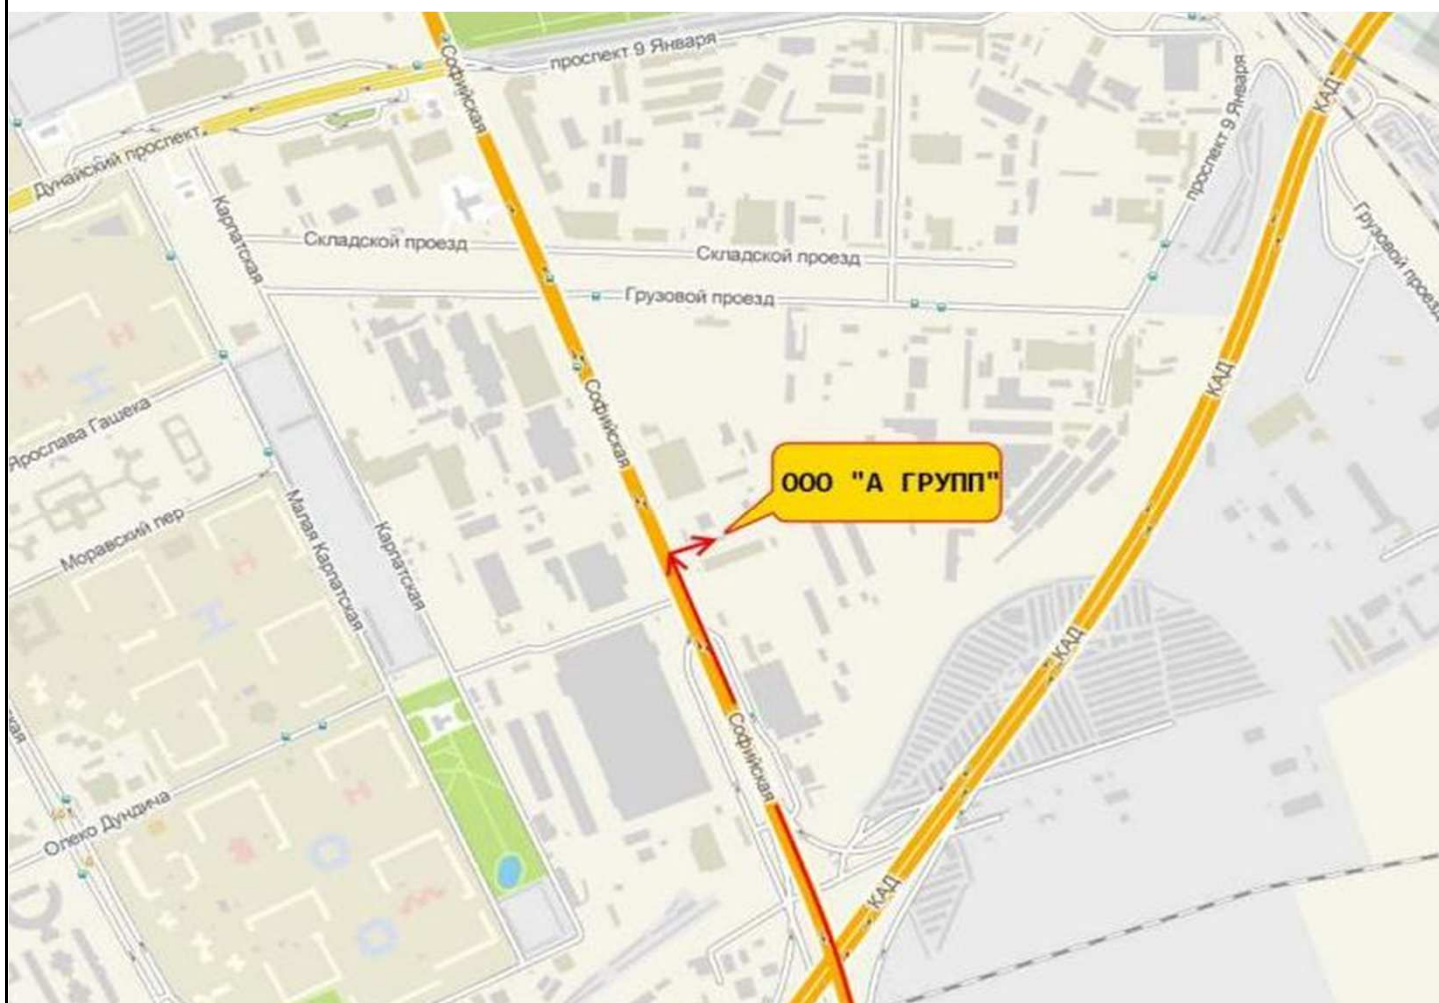 Софийская
проспект 9 Января
КАД
Дунайский проспект
проспект 9 Января
Карпатская
Складской проезд
Складской проезд
Грузовой проезд
Грузовой проезд
КАД
Софийская
Ярослава Гашека
ООО "А ГРУПП"
Моравский пер
Малая Карпатская
Карпатская
КАД
Софийская
Олеко Дундича
КАД